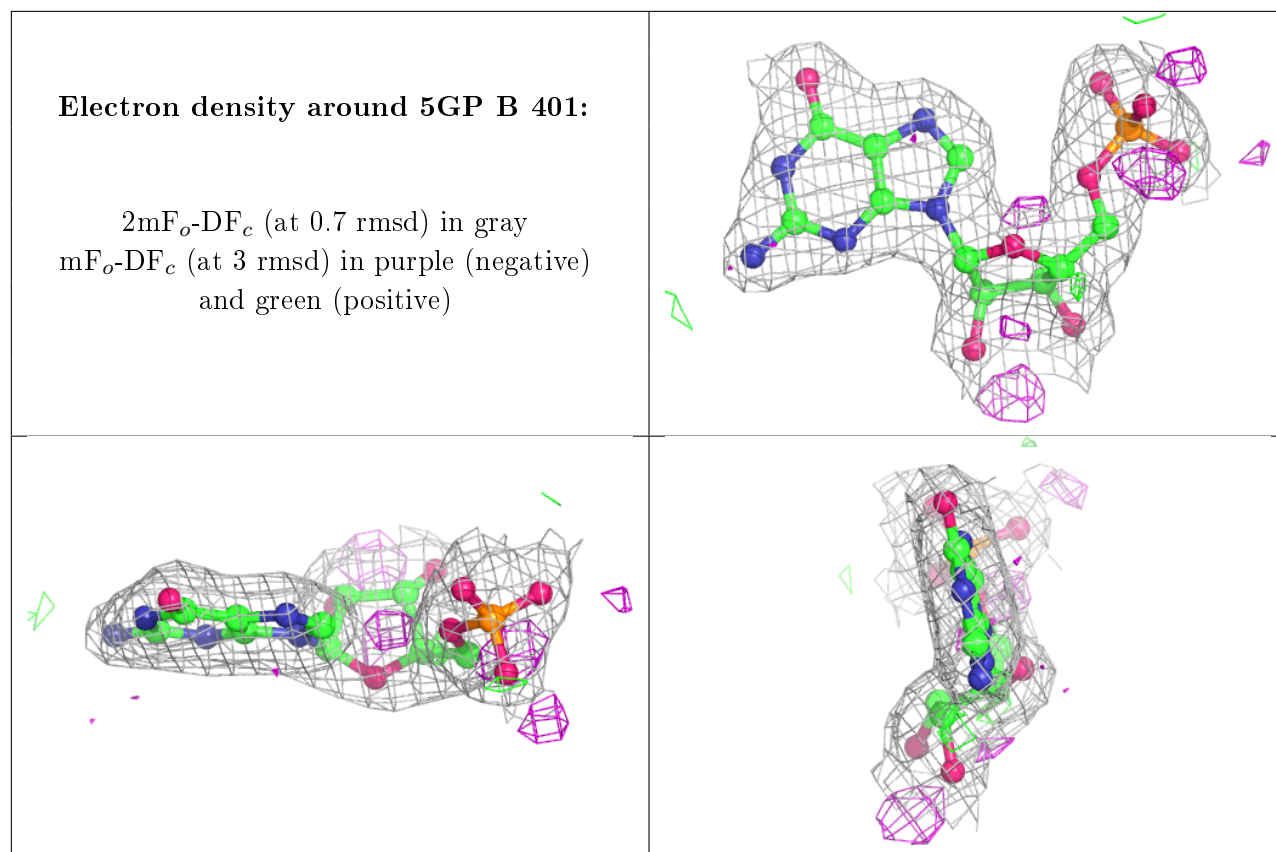 Electron density around 5GP B 401:
2mFₒ-DF𝑐 (at 0.7 rmsd) in gray
mFₒ-DF𝑐 (at 3 rmsd) in purple (negative)
and green (positive)